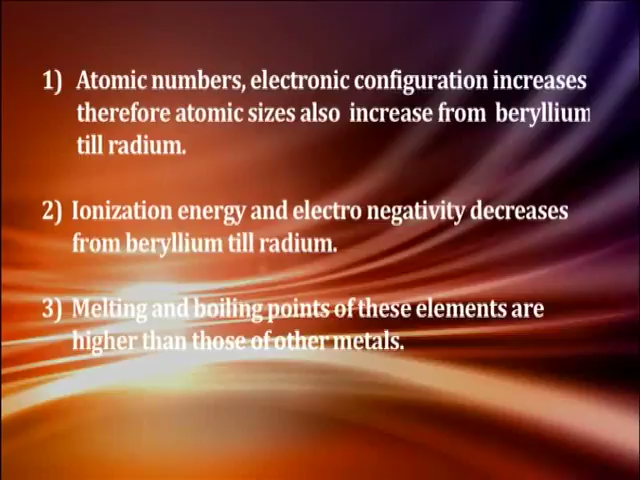 1) Atomic numbers, electronic configuration increases
therefore atomic sizes also increase from beryllium
till radium.
2) Ionization energy and electro negativity decreases
from beryllium till radium.
3) Melting and boiling points of these elements are
higher than those of other metals.